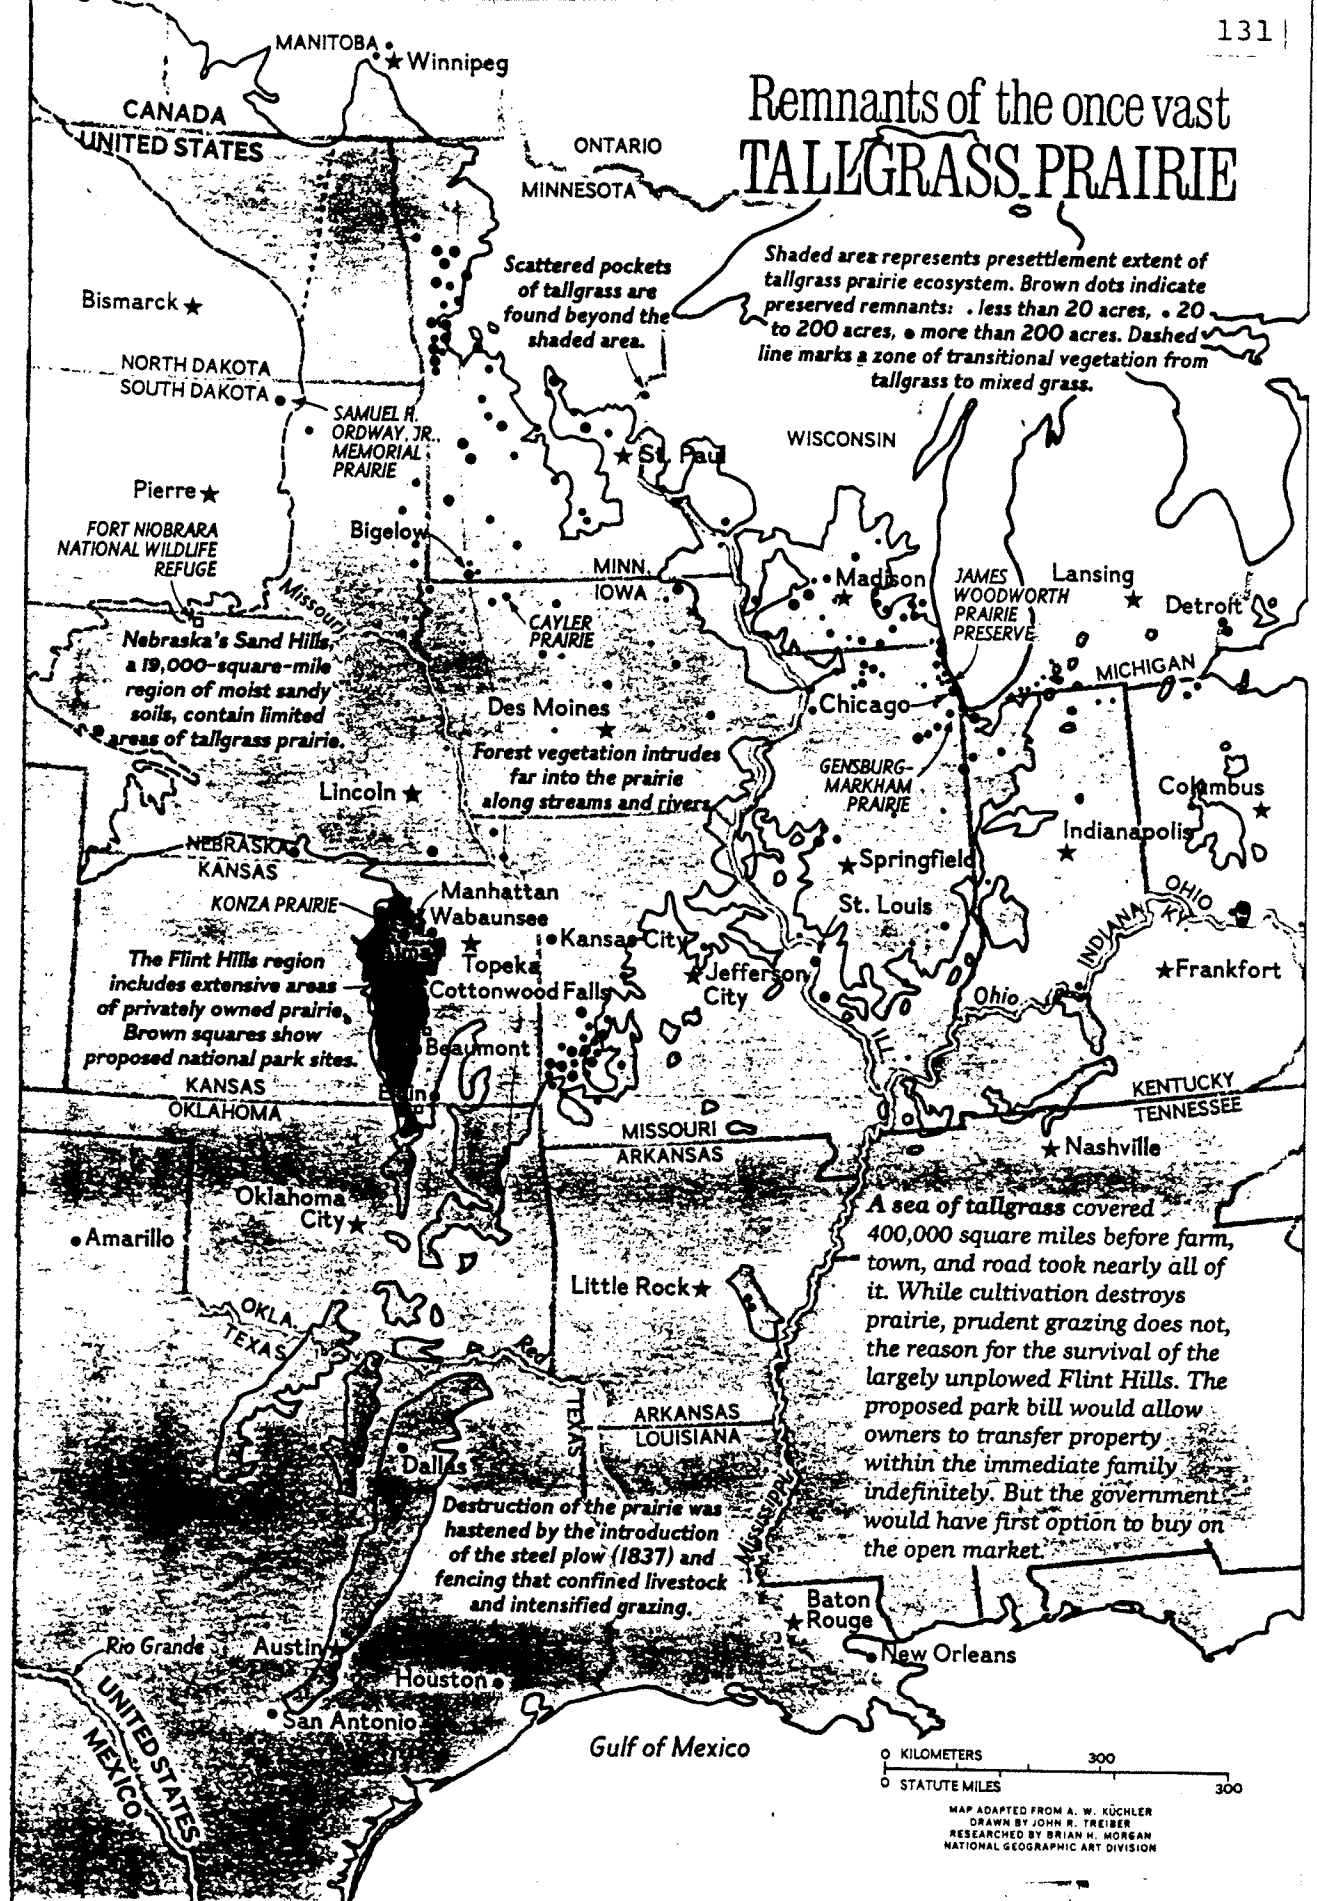 131
MANITOBA
Winnipeg
Remnants of the once vast
TALLGRASS PRAIRIE
CANADA
UNITED STATES
ONTARIO
MINNESOTA
Shaded area represents presettlement extent of
tallgrass prairie ecosystem. Brown dots indicate
preserved remnants: . less than 20 acres, • 20
to 200 acres, ● more than 200 acres. Dashed
line marks a zone of transitional vegetation from
tallgrass to mixed grass.
Scattered pockets
of tallgrass are
found beyond the
shaded area.
Bismarck
NORTH DAKOTA
SOUTH DAKOTA
SAMUEL H.
ORDWAY, JR.,
MEMORIAL
PRAIRIE
WISCONSIN
St. Paul
Pierre
FORT NIOBRARA
NATIONAL WILDLIFE
REFUGE
Bigelow
MINN.
IOWA
Madison
JAMES
WOODWORTH
PRAIRIE
PRESERVE
Lansing
Detroit
Missouri
CAYLER
PRAIRIE
Nebraska's Sand Hills,
a 19,000-square-mile
region of moist sandy
soils, contain limited
areas of tallgrass prairie.
MICHIGAN
Des Moines
Chicago
Forest vegetation intrudes
far into the prairie
along streams and rivers.
GENSBURG-
MARKHAM
PRAIRIE
Lincoln
Columbus
Indianapolis
NEBRASKA
KANSAS
Springfield
Manhattan
KONZA PRAIRIE
Wabaunsee
St. Louis
OHIO
KY.
INDIANA
Kansas City
Alma
Topeka
Jefferson
City
Frankfort
The Flint Hills region
includes extensive areas
of privately owned prairie.
Brown squares show
proposed national park sites.
Cottonwood Falls
Ohio
ILL.
Beaumont
KANSAS
OKLAHOMA
Elgin
KENTUCKY
TENNESSEE
MISSOURI
ARKANSAS
Nashville
Oklahoma
City
Amarillo
Little Rock
A sea of tallgrass covered
400,000 square miles before farm,
town, and road took nearly all of
it. While cultivation destroys
prairie, prudent grazing does not,
the reason for the survival of the
largely unplowed Flint Hills. The
proposed park bill would allow
owners to transfer property
within the immediate family
indefinitely. But the government
would have first option to buy on
the open market.
OKLA.
TEXAS
Red
TEXAS
ARKANSAS
LOUISIANA
Dallas
Destruction of the prairie was
hastened by the introduction
of the steel plow (1837) and
fencing that confined livestock
and intensified grazing.
Mississippi
Baton
Rouge
Rio Grande
Austin
New Orleans
Houston
San Antonio
UNITED STATES
MEXICO
Gulf of Mexico
0 KILOMETERS 300
0 STATUTE MILES 300
MAP ADAPTED FROM A. W. KÜCHLER
DRAWN BY JOHN R. TREIBER
RESEARCHED BY BRIAN H. MORGAN
NATIONAL GEOGRAPHIC ART DIVISION